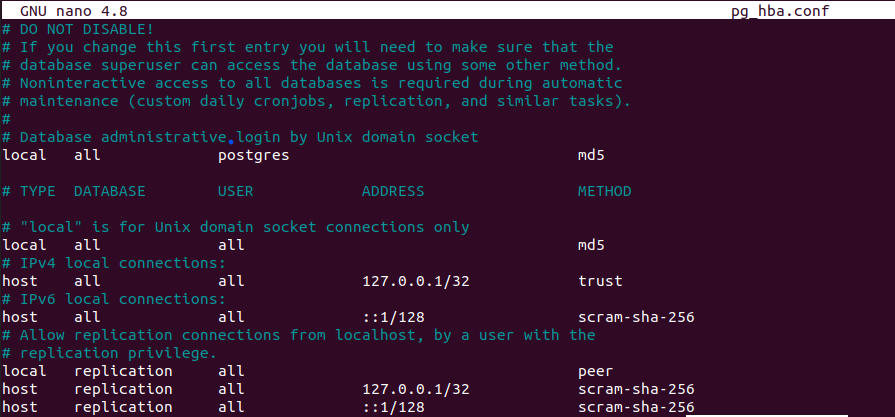 GNU nano 4.8 pg_hba.conf
# DO NOT DISABLE!
# If you change this first entry you will need to make sure that the
# database superuser can access the database using some other method.
# Noninteractive access to all databases is required during automatic
# maintenance (custom daily cronjobs, replication, and similar tasks).
#
# Database administrative login by Unix domain socket
local all postgres md5
# TYPE DATABASE USER ADDRESS METHOD
# "local" is for Unix domain socket connections only
local all all md5
# IPv4 local connections:
host all all 127.0.0.1/32 trust
# IPv6 local connections:
host all all ::1/128 scram-sha-256
# Allow replication connections from localhost, by a user with the
# replication privilege.
local replication all peer
host replication all 127.0.0.1/32 scram-sha-256
host replication all ::1/128 scram-sha-256